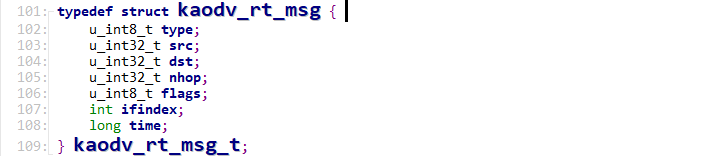 101: typedef struct kaodv_rt_msg {
102: u_int8_t type;
103: u_int32_t src;
104: u_int32_t dst;
105: u_int32_t nhop;
106: u_int8_t flags;
107: int ifindex;
108: long time;
109: } kaodv_rt_msg_t;